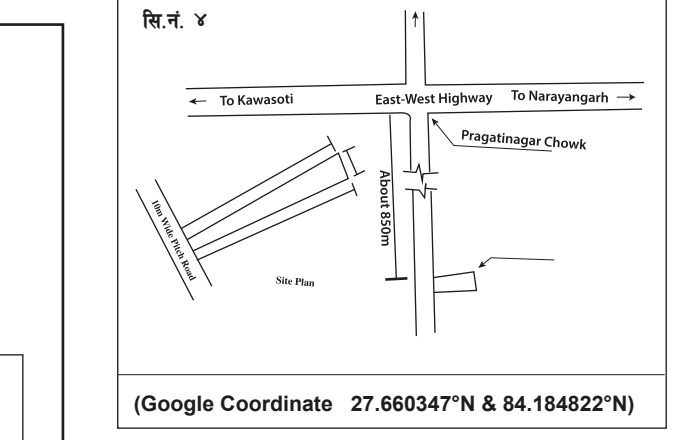 सि.नं. ४
To Kawasoti
East-West Highway
To Narayangarh
Pragatinagar Chowk
About 850m
10m Wide Pitch Road
Site Plan
(Google Coordinate 27.660347°N & 84.184822°N)